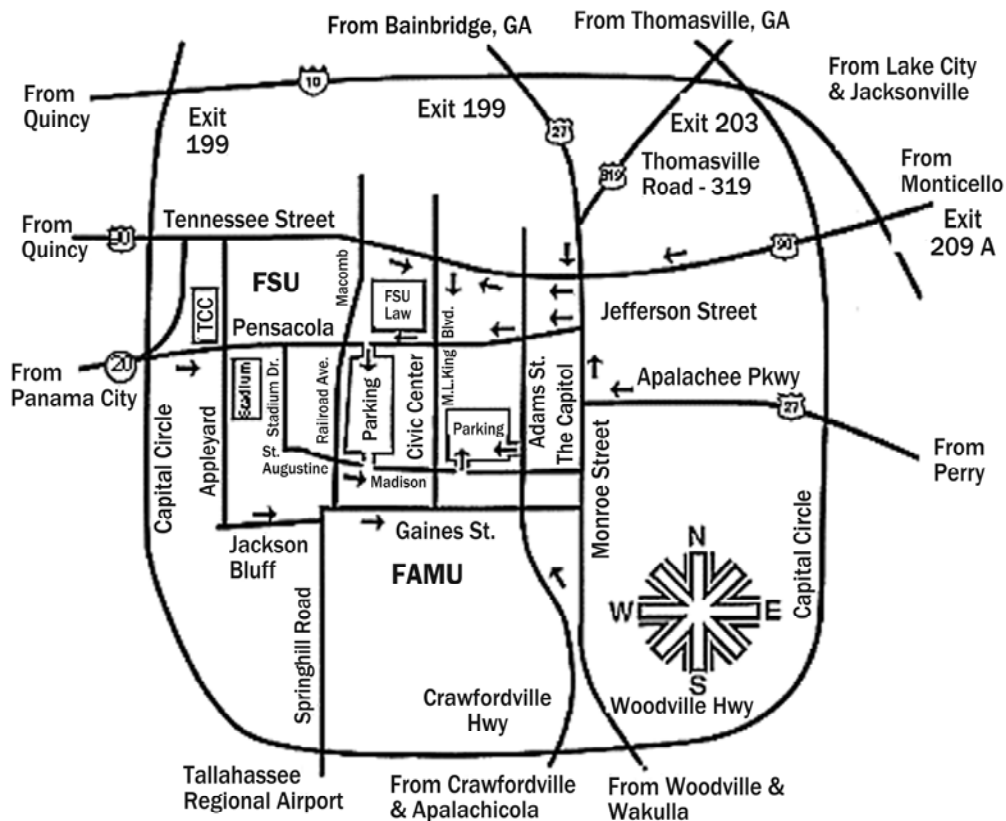 From Bainbridge, GA
From Thomasville, GA
From Lake City
& Jacksonville
From
Quincy
10
Exit
199
Exit 199
27
Exit 203
319
Thomasville
Road - 319
From
Monticello
Exit
209 A
From
Quincy
90
Tennessee Street
90
FSU
Macomb
FSU
Law
Blvd.
Jefferson Street
TCC
Pensacola
20
From
Panama City
Stadium
Stadium Dr.
Railroad Ave.
Parking
Civic Center
M.L.King
Parking
Adams St.
The Capitol
Apalachee Pkwy
27
From
Perry
Capital Circle
Appleyard
St.
Augustine
Madison
Monroe Street
Capital Circle
Jackson
Bluff
Gaines St.
FAMU
N
W
E
S
Springhill Road
Crawfordville
Hwy
Woodville Hwy
Tallahassee
Regional Airport
From Crawfordville
& Apalachicola
From Woodville &
Wakulla